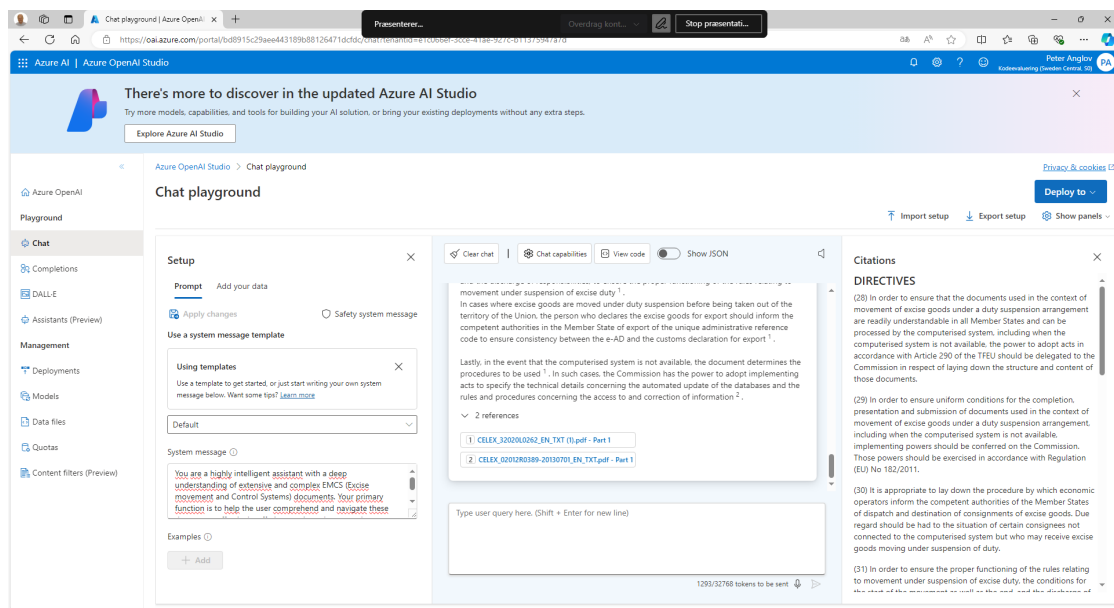 Chat playground | Azure OpenAI
Præsenterer...
Overdrag kont...
Stop præsentati...
https://oai.azure.com/portal/bd8915c29aee443189b88126471dcfdc/chat?tenantid=
Azure AI | Azure OpenAI Studio
Peter Anglov
Kodeevaluering (Sweden Central, S0)
PA
There's more to discover in the updated Azure AI Studio
Try more models, capabilities, and tools for building your AI solution, or bring your existing deployments without any extra steps.
Explore Azure AI Studio
Azure OpenAI Studio > Chat playground
Privacy & cookies
Azure OpenAI
Chat playground
Deploy to
Playground
Import setup
Export setup
Show panels
Chat
Completions
DALL-E
Assistants (Preview)
Management
Deployments
Models
Data files
Quotas
Content filters (Preview)
Setup
Prompt
Add your data
Apply changes
Safety system message
Use a system message template
Using templates
Use a template to get started, or just start writing your own system
message below. Want some tips? Learn more
Default
System message
You are a highly intelligent assistant with a deep
understanding of extensive and complex EMCS (Excise
movement and Control Systems) documents. Your primary
function is to help the user comprehend and navigate these
Examples
+ Add
Clear chat
Chat capabilities
View code
Show JSON
movement under suspension of excise duty 1 .
In cases where excise goods are moved under duty suspension before being taken out of the
territory of the Union, the person who declares the excise goods for export should inform the
competent authorities in the Member State of export of the unique administrative reference
code to ensure consistency between the e-AD and the customs declaration for export 1 .
Lastly, in the event that the computerised system is not available, the document determines the
procedures to be used 1 . In such cases, the Commission has the power to adopt implementing
acts to specify the technical details concerning the automated update of the databases and the
rules and procedures concerning the access to and correction of information 2 .
2 references
1 CELEX_32020L0262_EN_TXT (1).pdf - Part 1
2 CELEX_02012R0389-20130701_EN_TXT.pdf - Part 1
Type user query here. (Shift + Enter for new line)
1293/32768 tokens to be sent
Citations
DIRECTIVES
(28) In order to ensure that the documents used in the context of
movement of excise goods under a duty suspension arrangement
are readily understandable in all Member States and can be
processed by the computerised system, including when the
computerised system is not available, the power to adopt acts in
accordance with Article 290 of the TFEU should be delegated to the
Commission in respect of laying down the structure and content of
those documents.
(29) In order to ensure uniform conditions for the completion,
presentation and submission of documents used in the context of
movement of excise goods under a duty suspension arrangement,
including when the computerised system is not available,
implementing powers should be conferred on the Commission.
Those powers should be exercised in accordance with Regulation
(EU) No 182/2011.
(30) It is appropriate to lay down the procedure by which economic
operators inform the competent authorities of the Member States
of dispatch and destination of consignments of excise goods. Due
regard should be had to the situation of certain consignees not
connected to the computerised system but who may receive excise
goods moving under suspension of duty.
(31) In order to ensure the proper functioning of the rules relating
to movement under suspension of excise duty, the conditions for